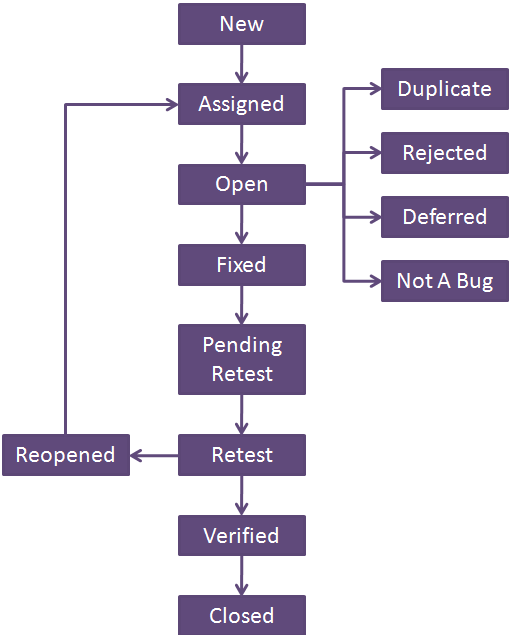 New
Assigned
Duplicate
Rejected
Open
Deferred
Fixed
Not A Bug
Pending
Retest
Reopened
Retest
Verified
Closed